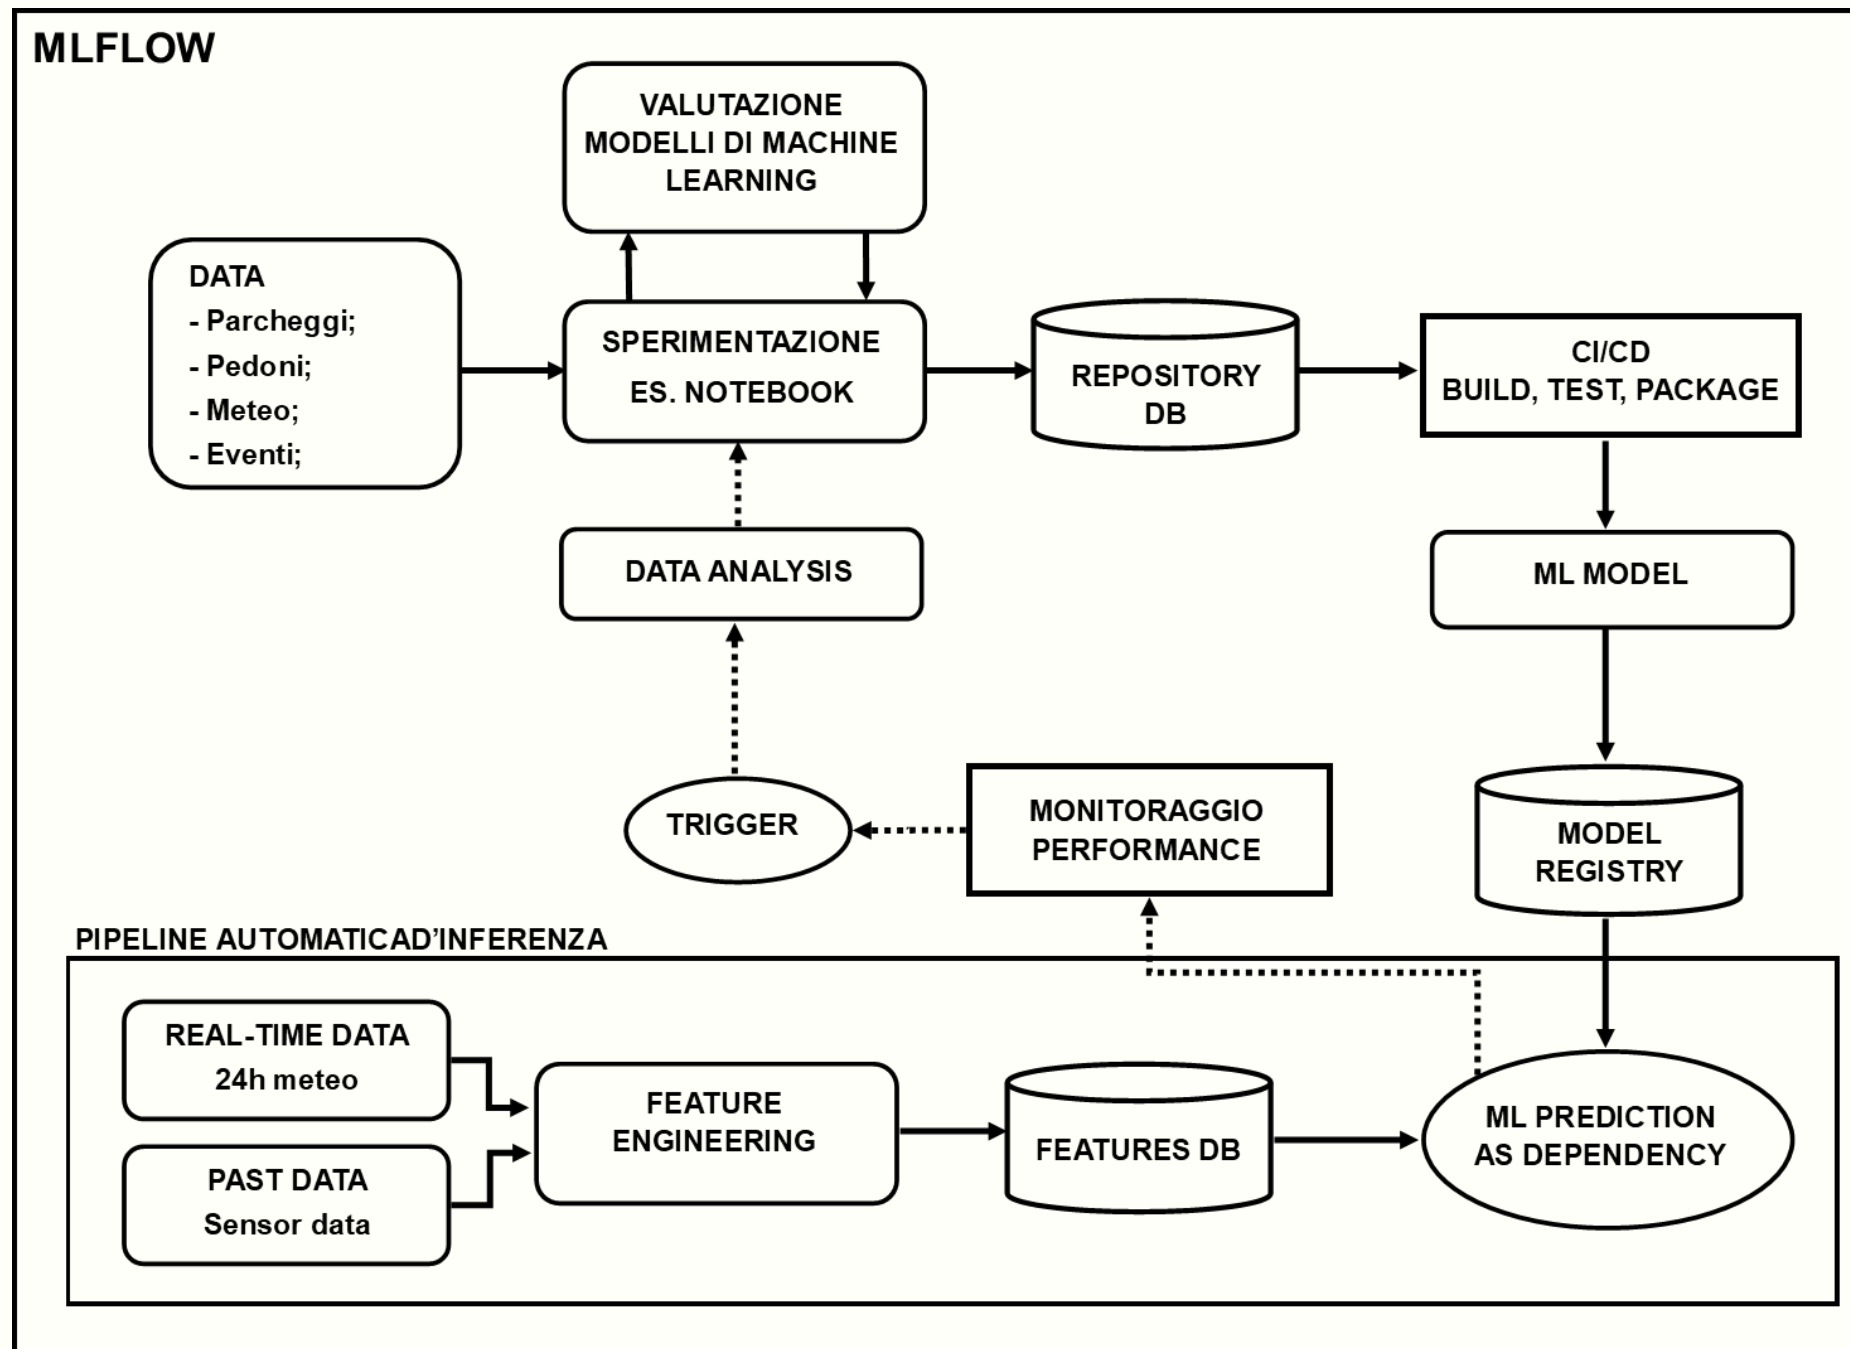 MLFLOW
VALUTAZIONE
MODELLI DI MACHINE
LEARNING
DATA
- Parcheggi;
- Pedoni;
- Meteo;
- Eventi;
SPERIMENTAZIONE
ES. NOTEBOOK
REPOSITORY
DB
CI/CD
BUILD, TEST, PACKAGE
DATA ANALYSIS
ML MODEL
TRIGGER
MONITORAGGIO
PERFORMANCE
MODEL
REGISTRY
PIPELINE AUTOMATICAD'INFERENZA
REAL-TIME DATA
24h meteo
PAST DATA
Sensor data
FEATURE
ENGINEERING
FEATURES DB
ML PREDICTION
AS DEPENDENCY